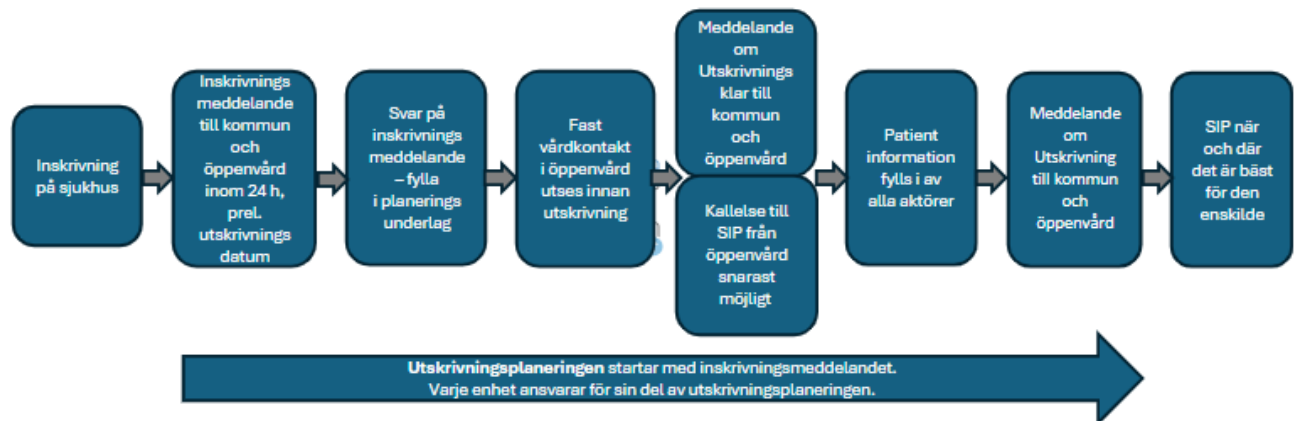 Inskrivning
på sjukhus
Inskrivnings
meddelande
till kommun
och
öppenvård
inom 24 h,
prel.
utskrivnings
datum
Svar på
inskrivnings
meddelande
– fylla
i planerings
underlag
Fast
vårdkontakt
i öppenvård
utses innan
utskrivning
Meddelande
om
Utskrivnings
klar till
kommun
och
öppenvård
Kallelse till
SIP från
öppenvård
snarast
möjligt
Patient
information
fylls i av
alla aktörer
Meddelande
om
Utskrivning
till kommun
och
öppenvård
SIP när
och där
det är bäst
för den
enskilde
Utskrivningsplaneringen startar med inskrivningsmeddelandet.
Varje enhet ansvarar för sin del av utskrivningsplaneringen.